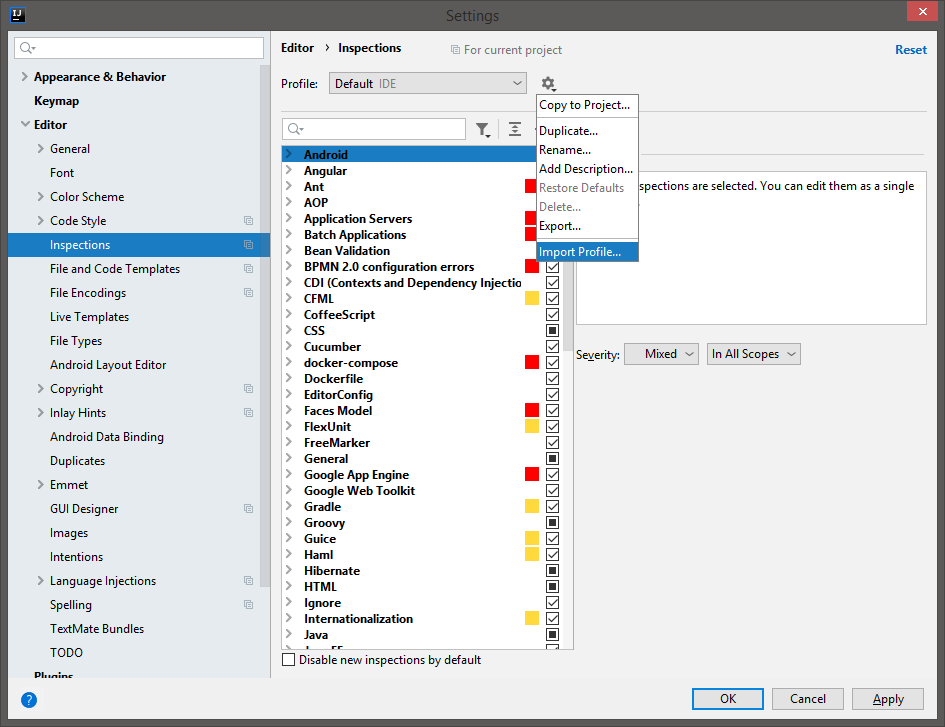 IJ
Settings
Editor › Inspections
For current project
Reset
Profile:
Default IDE
Copy to Project...
Duplicate...
Rename...
Add Description...
Restore Defaults
Delete...
Export...
Import Profile...
Appearance & Behavior
Keymap
Editor
General
Font
Color Scheme
Code Style
Inspections
File and Code Templates
File Encodings
Live Templates
File Types
Android Layout Editor
Copyright
Inlay Hints
Android Data Binding
Duplicates
Emmet
GUI Designer
Images
Intentions
Language Injections
Spelling
TextMate Bundles
TODO
Plugins
Android
Angular
Ant
AOP
Application Servers
Batch Applications
Bean Validation
BPMN 2.0 configuration errors
CDI (Contexts and Dependency Injectio
CFML
CoffeeScript
CSS
Cucumber
docker-compose
Dockerfile
EditorConfig
Faces Model
FlexUnit
FreeMarker
General
Google App Engine
Google Web Toolkit
Gradle
Groovy
Guice
Haml
Hibernate
HTML
Ignore
Internationalization
Java
spections are selected. You can edit them as a single
Severity:
Mixed
In All Scopes
Disable new inspections by default
?
OK
Cancel
Apply